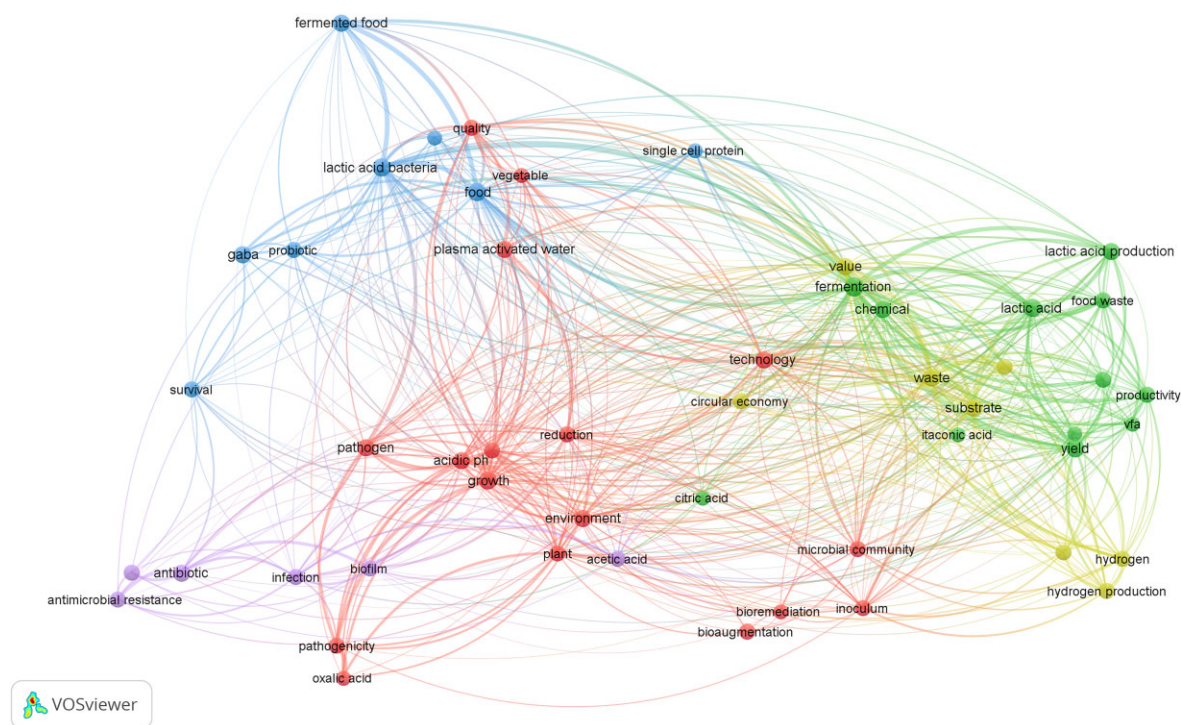 fermented food
quality
lactic acid bacteria
single cell protein
vegetable
food
plasma activated water
gaba
probiotic
lactic acid production
value
fermentation
chemical
lactic acid
food waste
technology
waste
survival
circular economy
substrate
productivity
vfa
itaconic acid
reduction
pathogen
acidic ph
growth
yield
citric acid
environment
plant
acetic acid
microbial community
hydrogen
antibiotic
infection
biofilm
antimicrobial resistance
hydrogen production
bioremediation
inoculum
bioaugmentation
pathogenicity
oxalic acid
VOSviewer